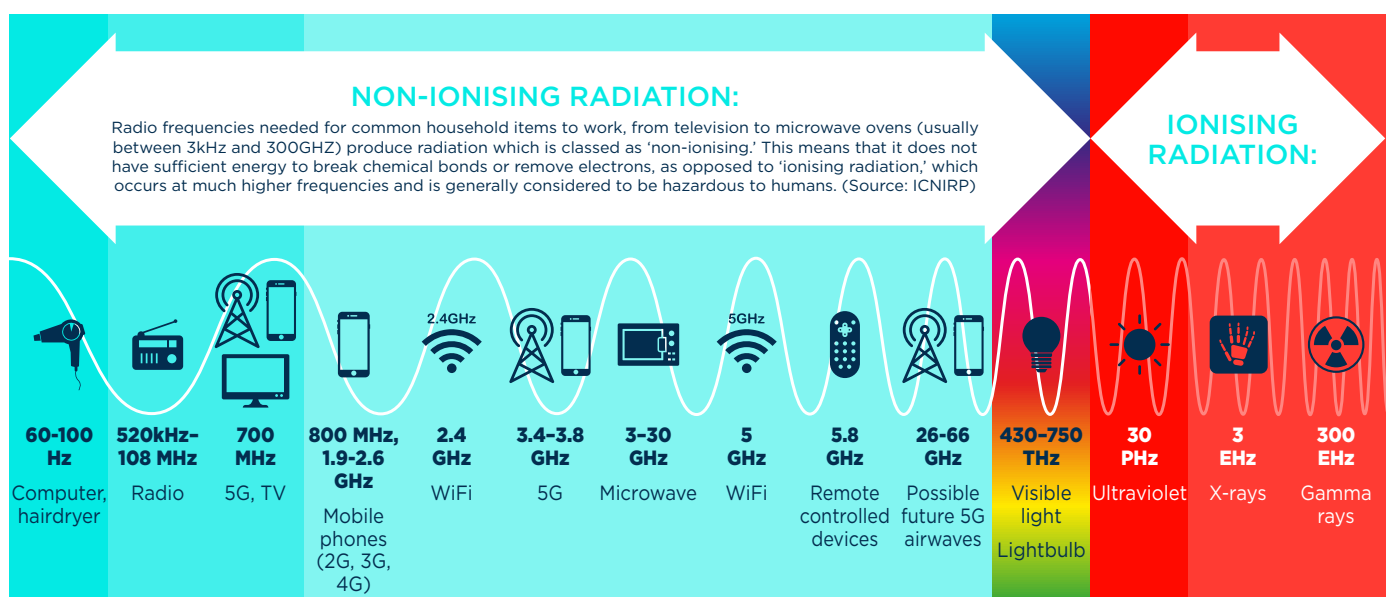 NON-IONISING RADIATION:
Radio frequencies needed for common household items to work, from television to microwave ovens (usually
between 3kHz and 300GHZ) produce radiation which is classed as ‘non-ionising.’ This means that it does not
have sufficient energy to break chemical bonds or remove electrons, as opposed to ‘ionising radiation,’ which
occurs at much higher frequencies and is generally considered to be hazardous to humans. (Source: ICNIRP)
IONISING
RADIATION:
2.4GHz
5GHz
60-100
Hz
Computer,
hairdryer
520kHz–
108 MHz
Radio
700
MHz
5G, TV
800 MHz,
1.9-2.6
GHz
Mobile
phones
(2G, 3G,
4G)
2.4
GHz
WiFi
3.4–3.8
GHz
5G
3–30
GHz
Microwave
5
GHz
WiFi
5.8
GHz
Remote
controlled
devices
26-66
GHz
Possible
future 5G
airwaves
430–750
THz
Visible
light
Lightbulb
30
PHz
Ultraviolet
3
EHz
X-rays
300
EHz
Gamma
rays